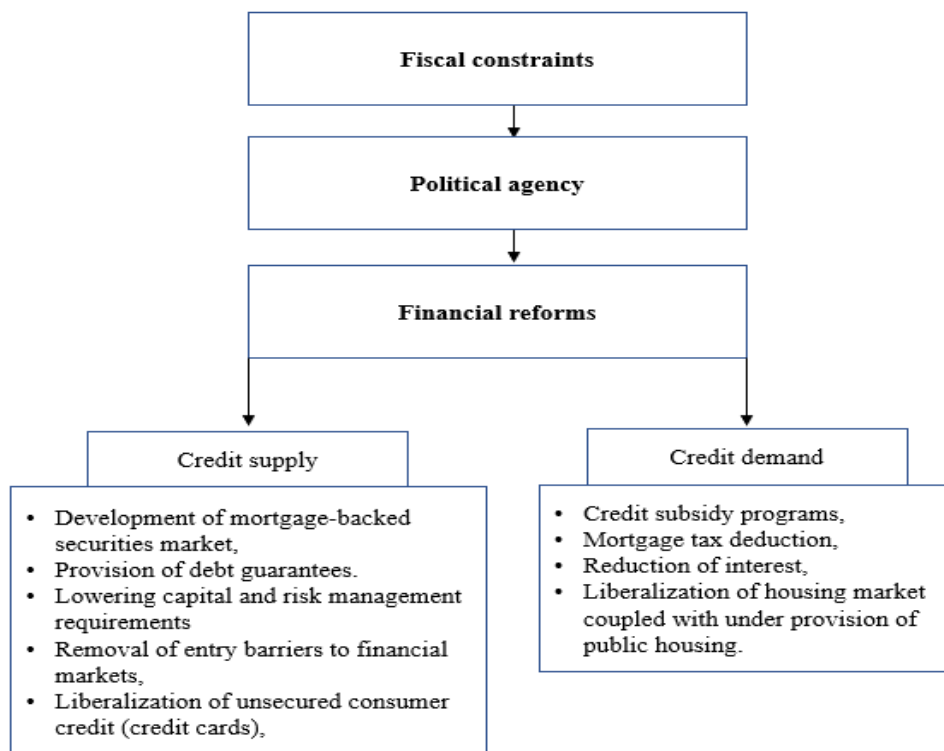 Fiscal constraints
Political agency
Financial reforms
Credit supply
• Development of mortgage-backed
securities market,
• Provision of debt guarantees.
• Lowering capital and risk management
requirements
• Removal of entry barriers to financial
markets,
• Liberalization of unsecured consumer
credit (credit cards),
Credit demand
• Credit subsidy programs,
• Mortgage tax deduction,
• Reduction of interest,
• Liberalization of housing market
coupled with under provision of
public housing.